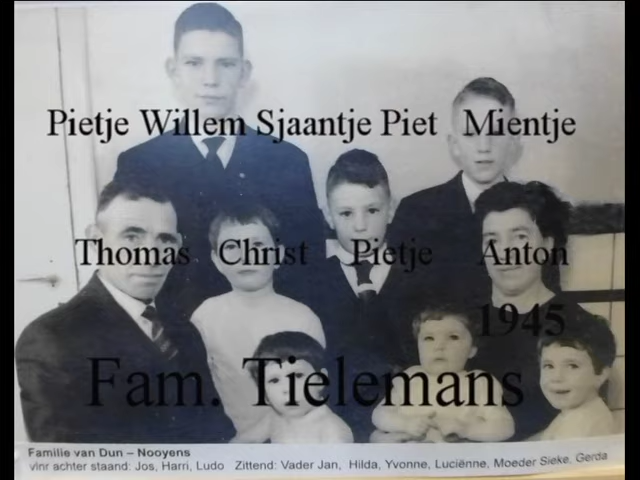 Pietje Willem Sjaantje Piet Mientje
Thomas Christ Pietje Anton
1945
Fam. Tielemans
Familie van Dun – Nooyens
vlnr achter staand: Jos, Harri, Ludo Zittend: Vader Jan, Hilda, Yvonne, Luciënne, Moeder Sieke, Gerda